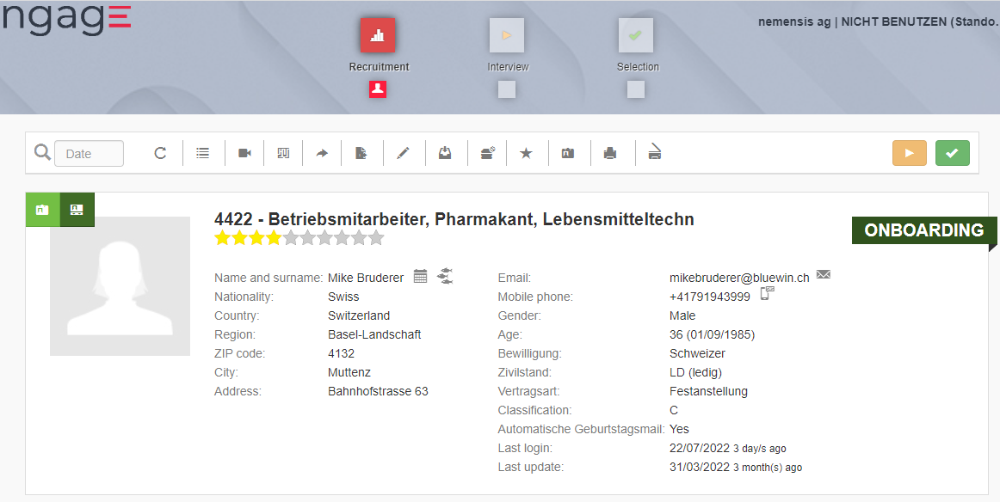 ngagE
nemensis ag | NICHT BENUTZEN (Stando.
Recruitment
Interview
Selection
Date
4422 - Betriebsmitarbeiter, Pharmakant, Lebensmitteltechn
ONBOARDING
Name and surname: Mike Bruderer
Nationality: Swiss
Country: Switzerland
Region: Basel-Landschaft
ZIP code: 4132
City: Muttenz
Address: Bahnhofstrasse 63
Email: mikebruderer@bluewin.ch
Mobile phone: +41791943999
Gender: Male
Age: 36 (01/09/1985)
Bewilligung: Schweizer
Zivilstand: LD (ledig)
Vertragsart: Festanstellung
Classification: C
Automatische Geburtstagsmail: Yes
Last login: 22/07/2022 3 day/s ago
Last update: 31/03/2022 3 month(s) ago